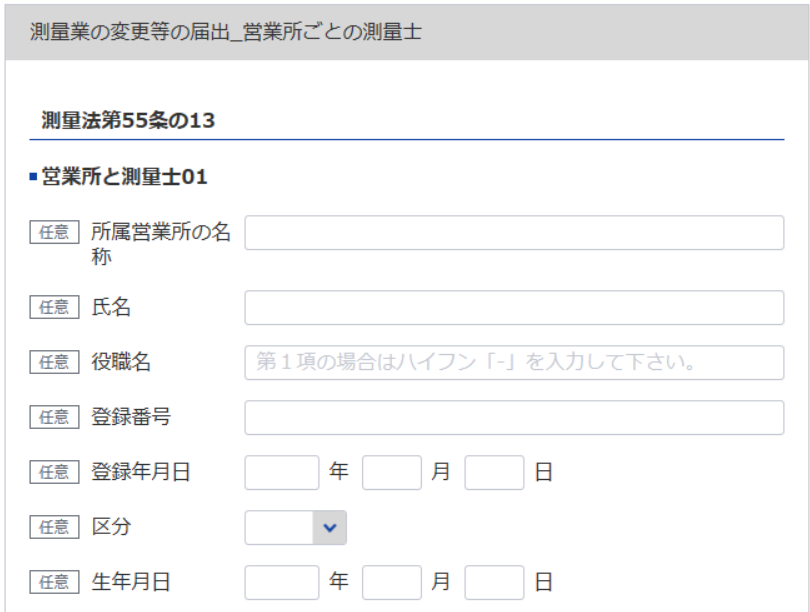 測量業の変更等の届出_営業所ごとの測量士
測量法第55条の13
営業所と測量士01
任意 所属営業所の名
称
任意 氏名
任意 役職名 第１項の場合はハイフン「-」を入力して下さい。
任意 登録番号
任意 登録年月日 年 月 日
任意 区分
任意 生年月日 年 月 日